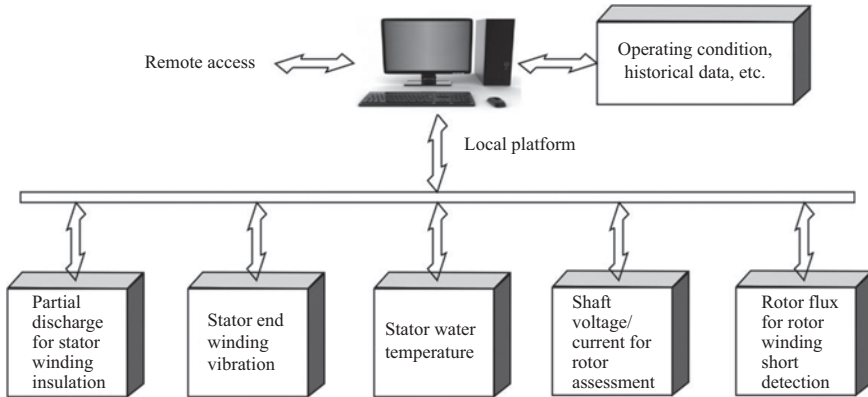 Remote access
Operating condition,
historical data, etc.
Local platform
Partial
discharge
for stator
winding
insulation
Stator end
winding
vibration
Stator water
temperature
Shaft
voltage/
current for
rotor
assessment
Rotor flux
for rotor
winding
short
detection